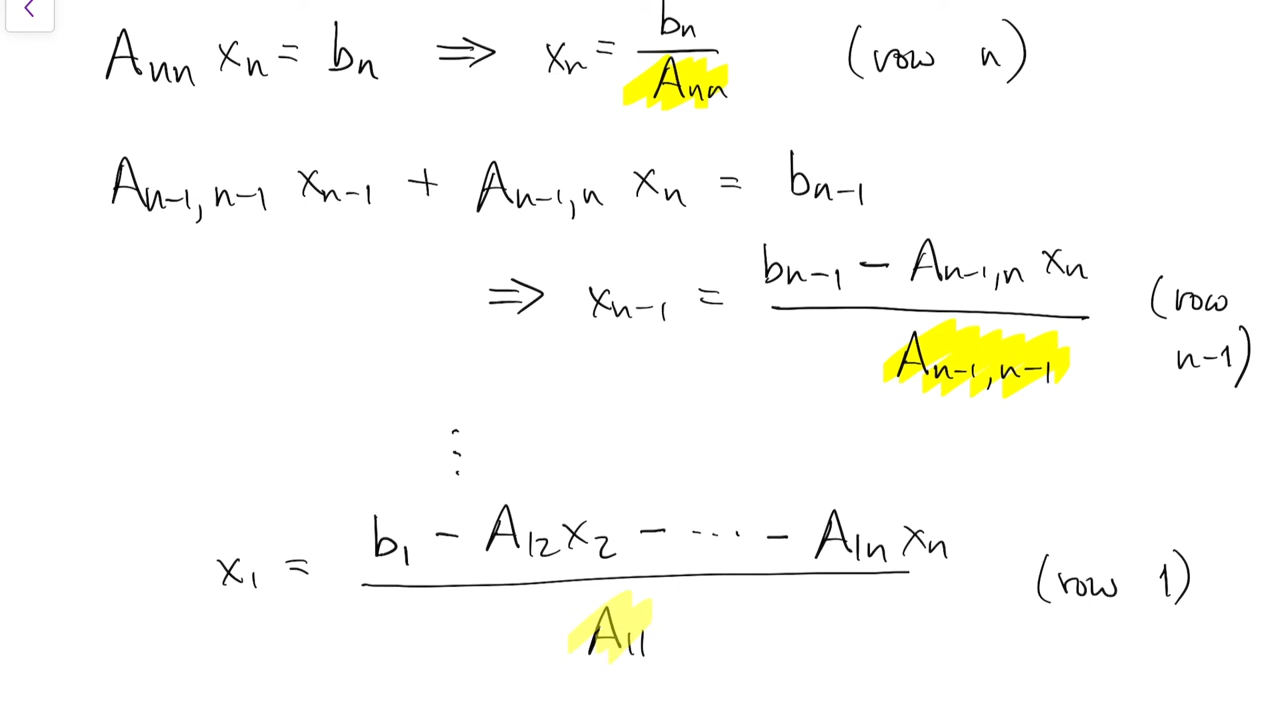 Ann xn = bn ⇒ xn = bn / Ann (row n)
An-1,n-1 xn-1 + An-1,n xn = bn-1
⇒ xn-1 = bn-1 - An-1,n xn / An-1,n-1 (row n-1)
⋮
x1 = b1 - A12x2 - ... - A1n xn / A11 (row 1)